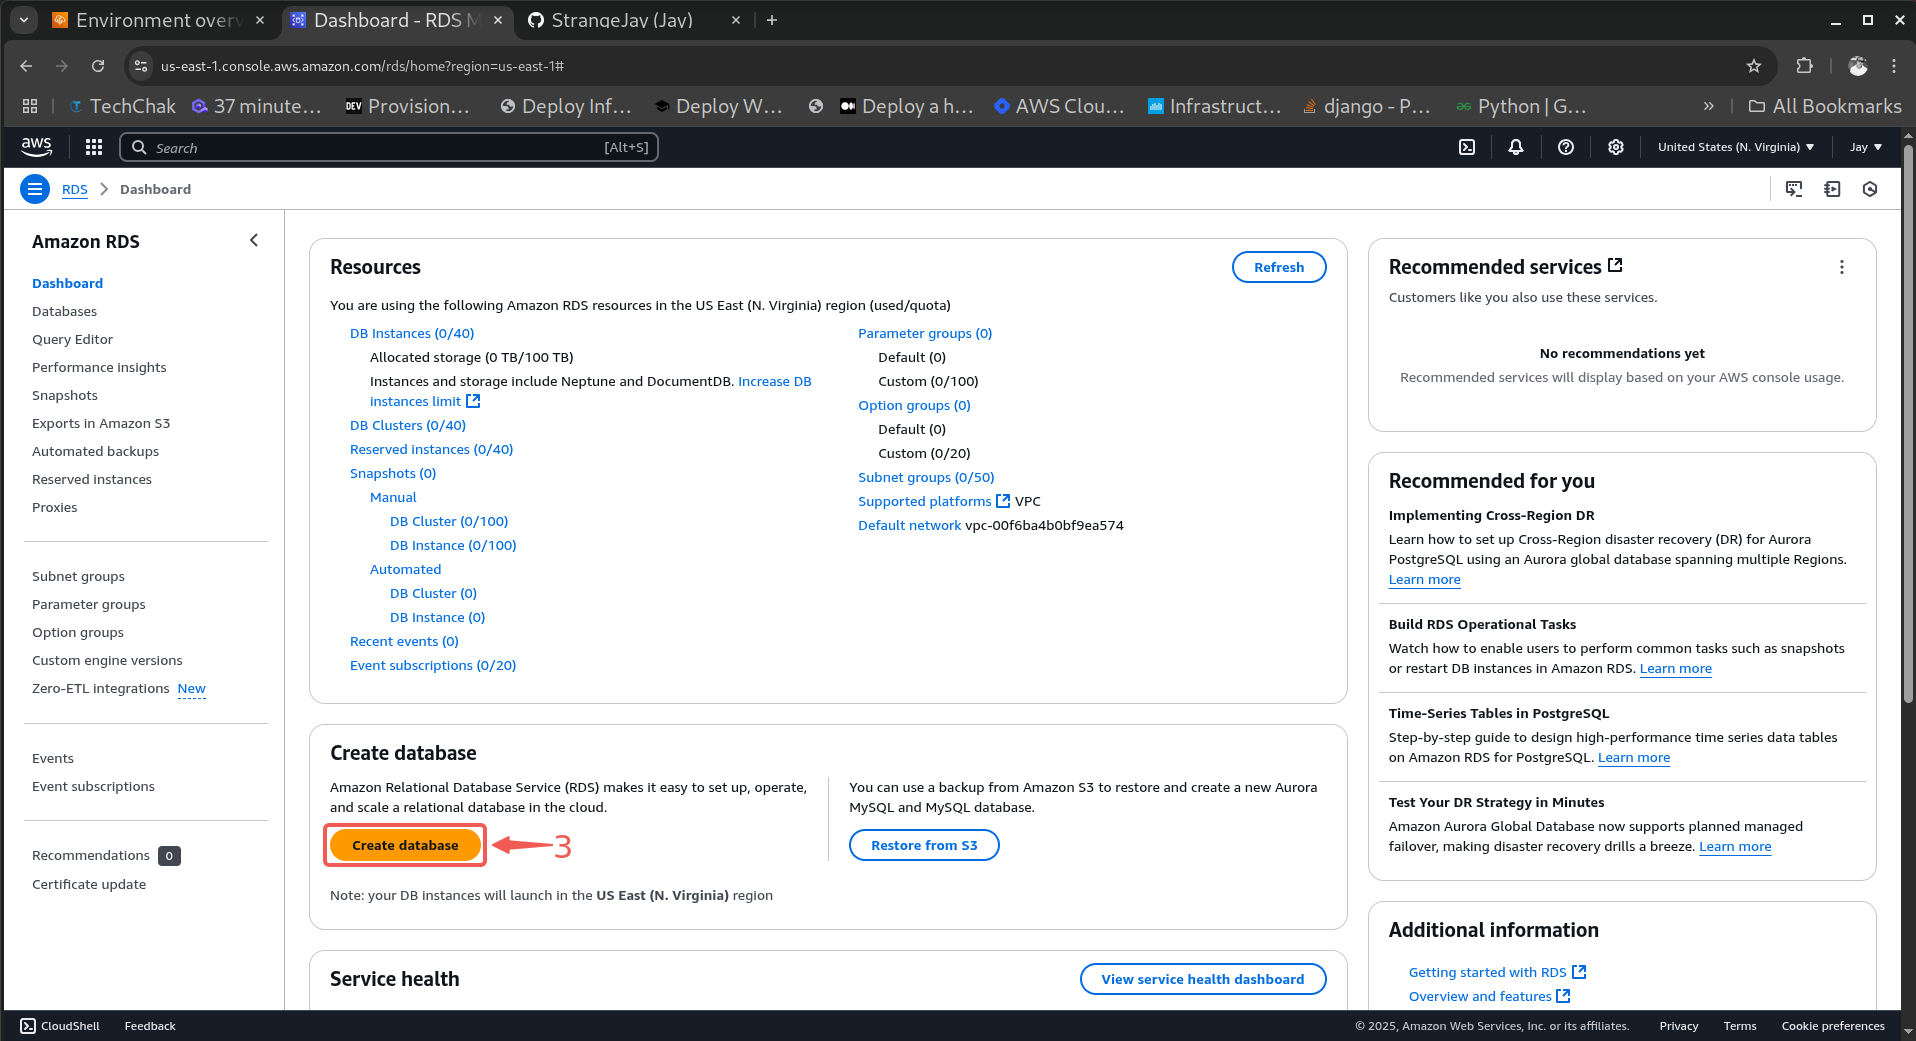 Environment over
Dashboard - RDS M
StrangeJay (Jay)
us-east-1.console.aws.amazon.com/rds/home?region=us-east-1#
TechChak
37 minute...
DEV Provision...
Deploy Inf...
Deploy W...
Deploy a h...
AWS Clou...
Infrastruct...
django - P...
Python | G...
» All Bookmarks
aws
Search [Alt+S]
United States (N. Virginia)
Jay
RDS
Dashboard
Amazon RDS
Dashboard
Databases
Query Editor
Performance insights
Snapshots
Exports in Amazon S3
Automated backups
Reserved instances
Proxies
Subnet groups
Parameter groups
Option groups
Custom engine versions
Zero-ETL integrations New
Events
Event subscriptions
Recommendations 0
Certificate update
Resources
Refresh
You are using the following Amazon RDS resources in the US East (N. Virginia) region (used/quota)
DB Instances (0/40)
Allocated storage (0 TB/100 TB)
Instances and storage include Neptune and DocumentDB. Increase DB
instances limit
DB Clusters (0/40)
Reserved instances (0/40)
Snapshots (0)
Manual
DB Cluster (0/100)
DB Instance (0/100)
Automated
DB Cluster (0)
DB Instance (0)
Recent events (0)
Event subscriptions (0/20)
Parameter groups (0)
Default (0)
Custom (0/100)
Option groups (0)
Default (0)
Custom (0/20)
Subnet groups (0/50)
Supported platforms VPC
Default network vpc-00f6ba4b0bf9ea574
Create database
Amazon Relational Database Service (RDS) makes it easy to set up, operate,
and scale a relational database in the cloud.
Create database
3
You can use a backup from Amazon S3 to restore and create a new Aurora
MySQL and MySQL database.
Restore from S3
Note: your DB instances will launch in the US East (N. Virginia) region
Service health
View service health dashboard
Recommended services
Customers like you also use these services.
No recommendations yet
Recommended services will display based on your AWS console usage.
Recommended for you
Implementing Cross-Region DR
Learn how to set up Cross-Region disaster recovery (DR) for Aurora
PostgreSQL using an Aurora global database spanning multiple Regions.
Learn more
Build RDS Operational Tasks
Watch how to enable users to perform common tasks such as snapshots
or restart DB instances in Amazon RDS. Learn more
Time-Series Tables in PostgreSQL
Step-by-step guide to design high-performance time series data tables
on Amazon RDS for PostgreSQL. Learn more
Test Your DR Strategy in Minutes
Amazon Aurora Global Database now supports planned managed
failover, making disaster recovery drills a breeze. Learn more
Additional information
Getting started with RDS
Overview and features
CloudShell
Feedback
© 2025, Amazon Web Services, Inc. or its affiliates.
Privacy
Terms
Cookie preferences